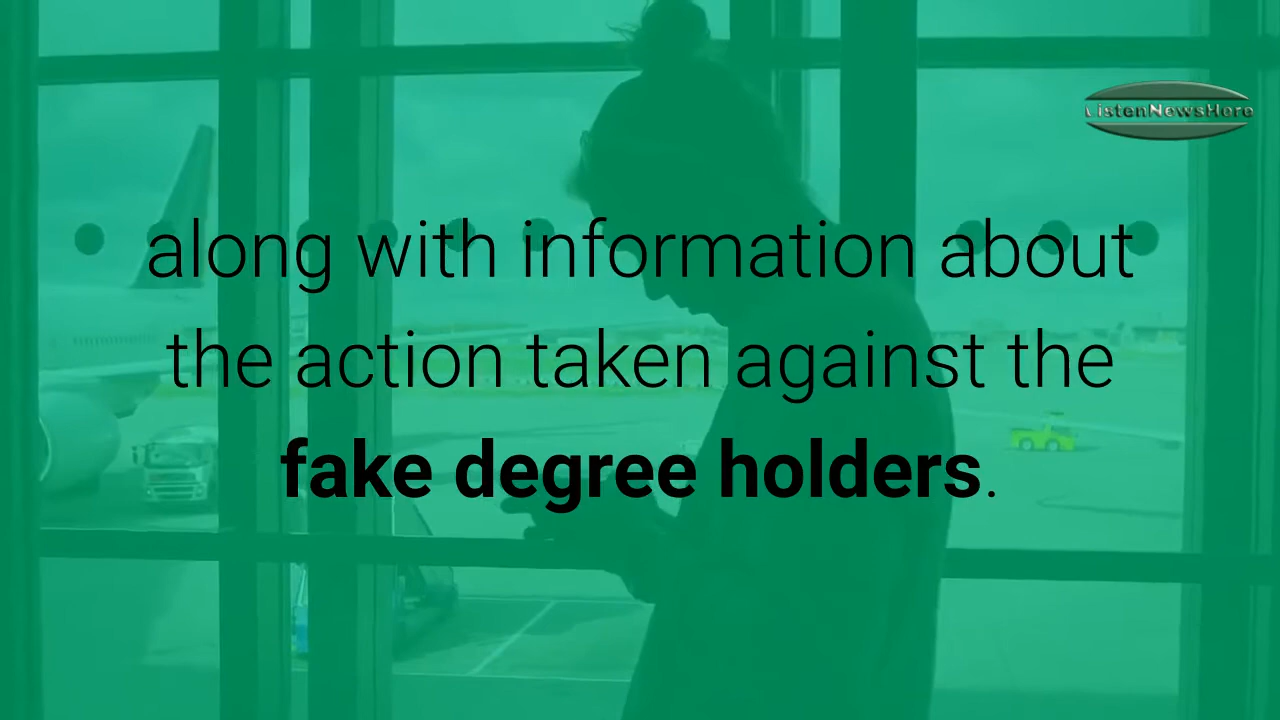 ListenNewsHere
along with information about
the action taken against the
fake degree holders.